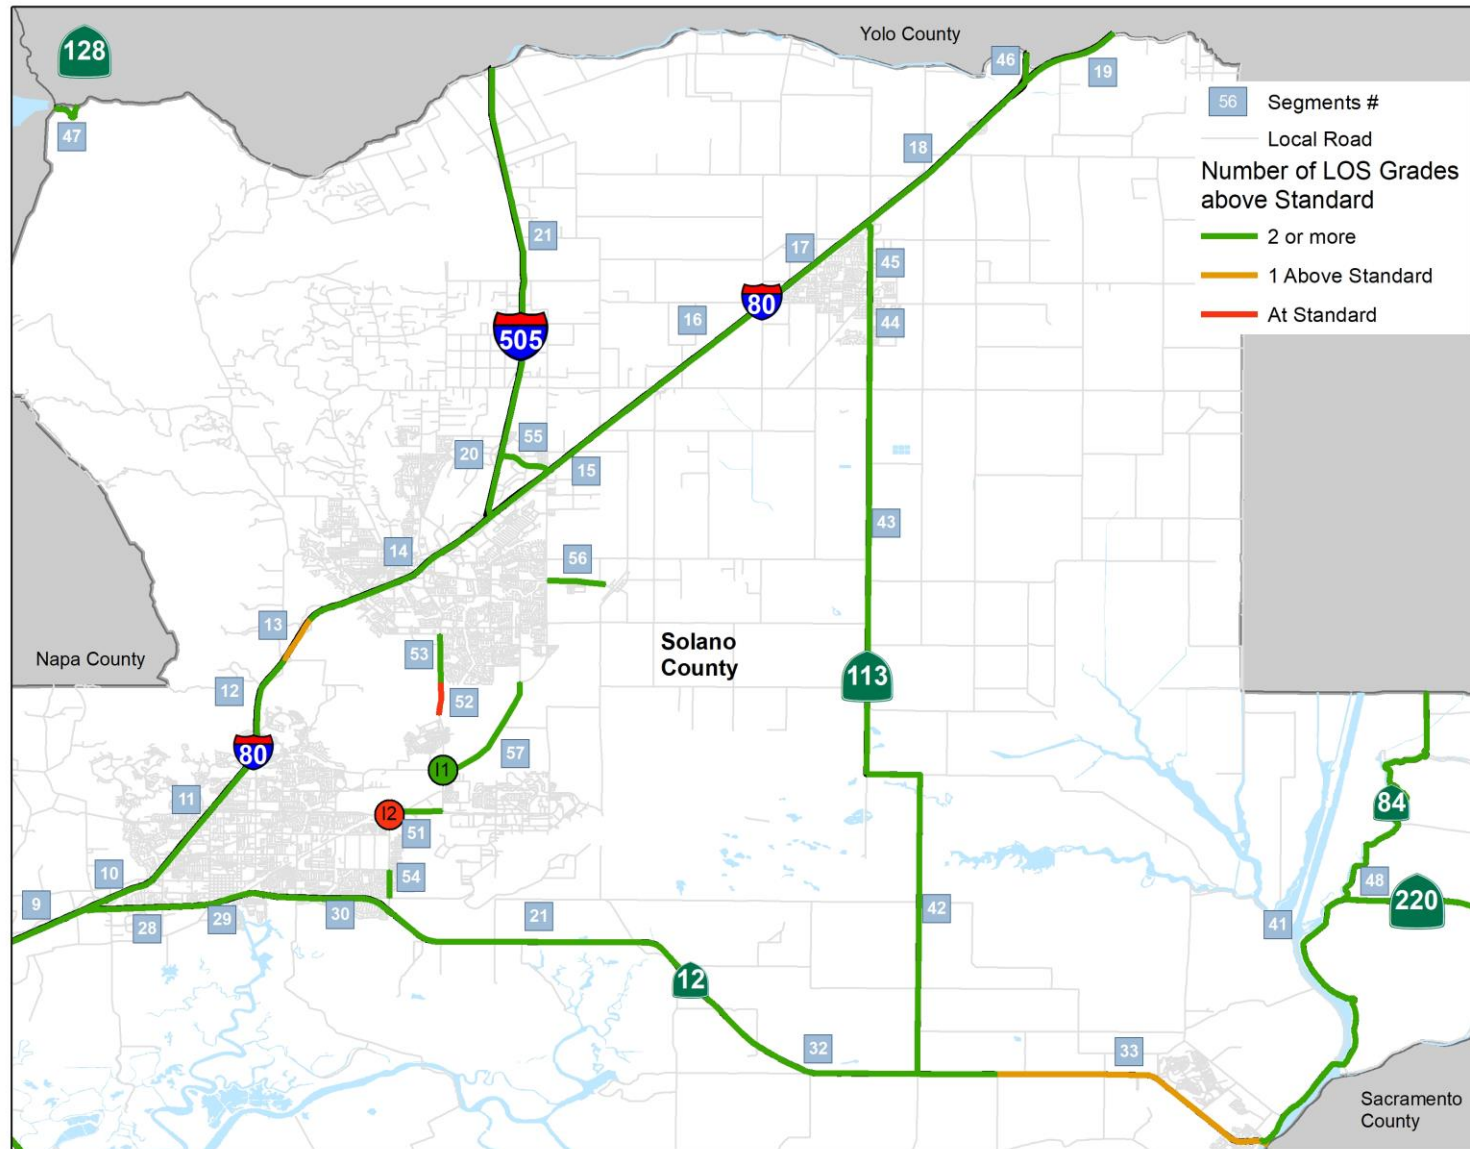 128
Yolo County
46
19
47
56 Segments #
Local Road
Number of LOS Grades
above Standard
2 or more
1 Above Standard
At Standard
18
21
17
45
80
16
44
505
55
20
15
43
14
56
13
Solano
County
53
Napa County
113
12
52
57
80
I1
11
84
I2
51
10
54
48
220
9
28
29
30
21
42
41
12
32
33
Sacramento
County